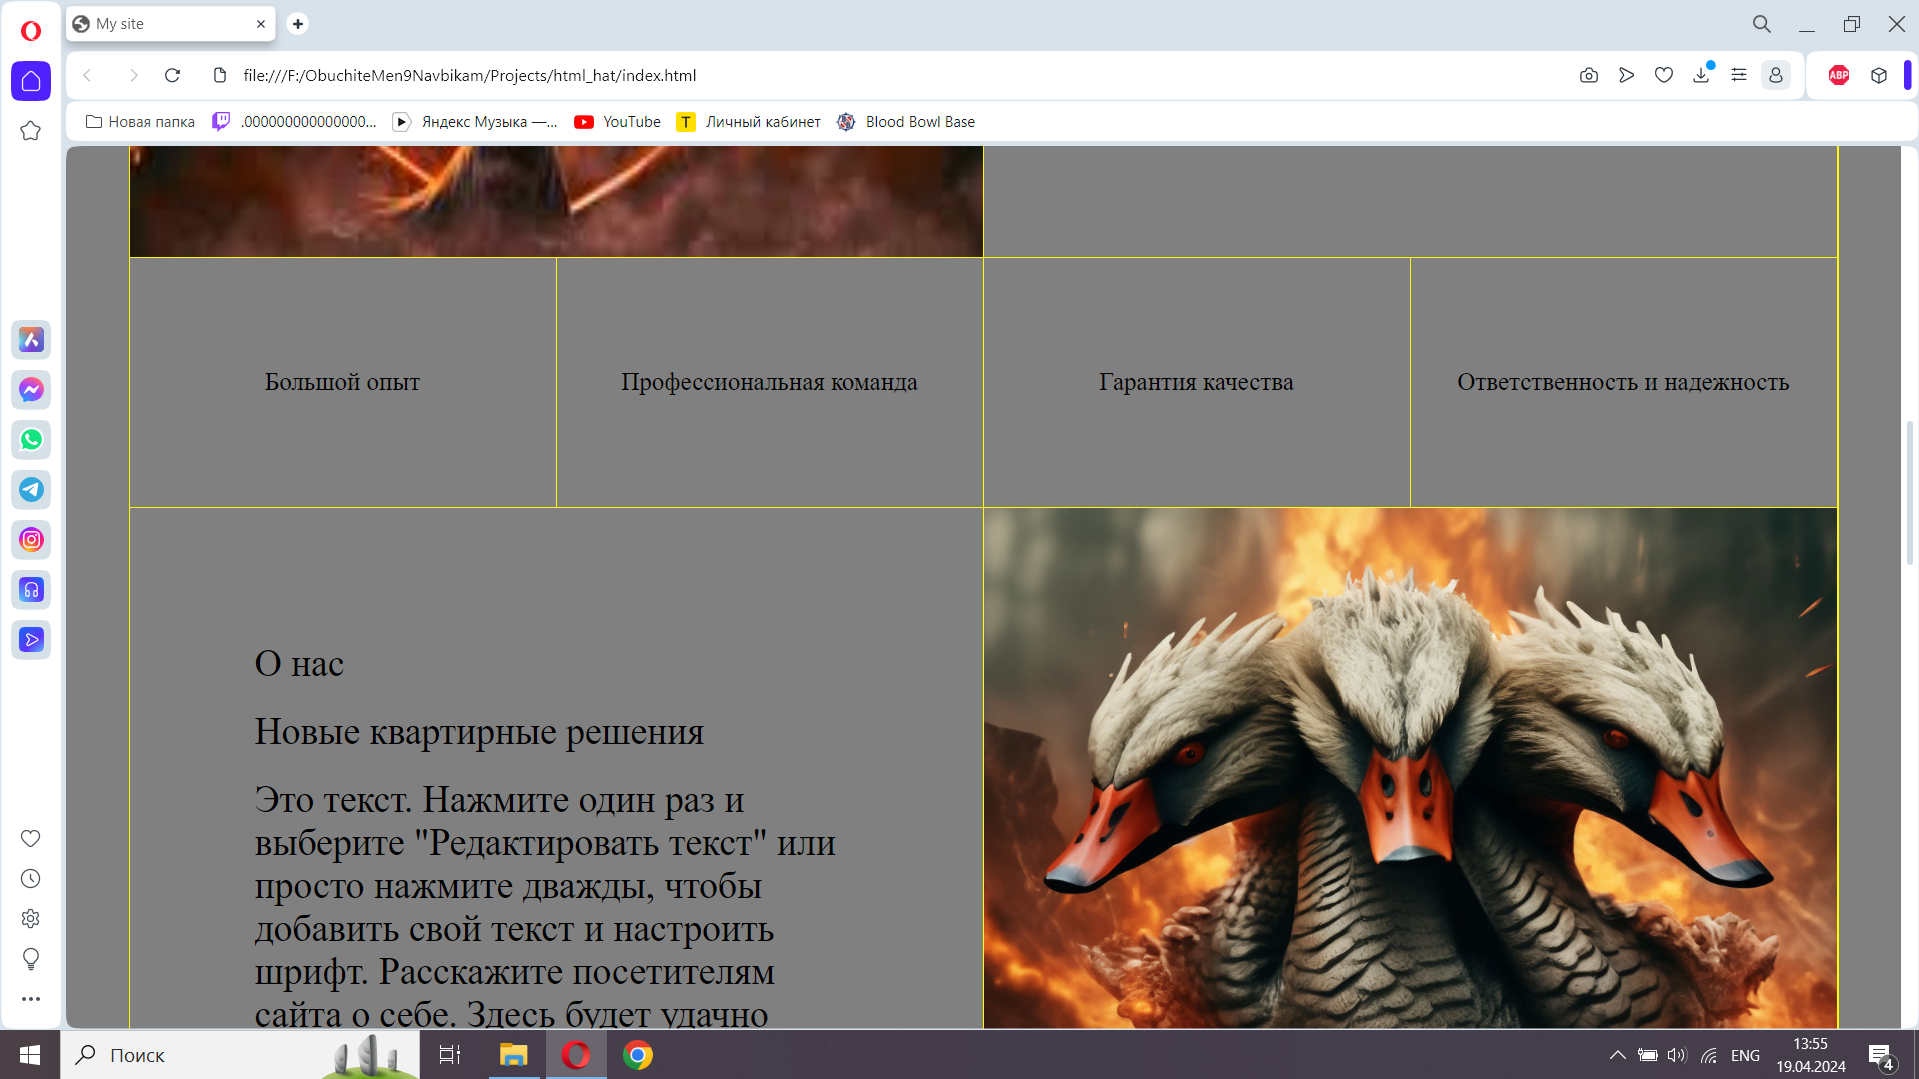 My site
file:///F:/ObuchiteMen9Navbikam/Projects/html_hat/index.html
ABP
Новая папка
.000000000000000...
Яндекс Музыка —...
YouTube
T
Личный кабинет
Blood Bowl Base
Большой опыт
Профессиональная команда
Гарантия качества
Ответственность и надежность
О нас
Новые квартирные решения
Это текст. Нажмите один раз и
выберите "Редактировать текст" или
просто нажмите дважды, чтобы
добавить свой текст и настроить
шрифт. Расскажите посетителям
сайта о себе. Здесь будет удачно
Поиск
ENG
13:55
19.04.2024
4